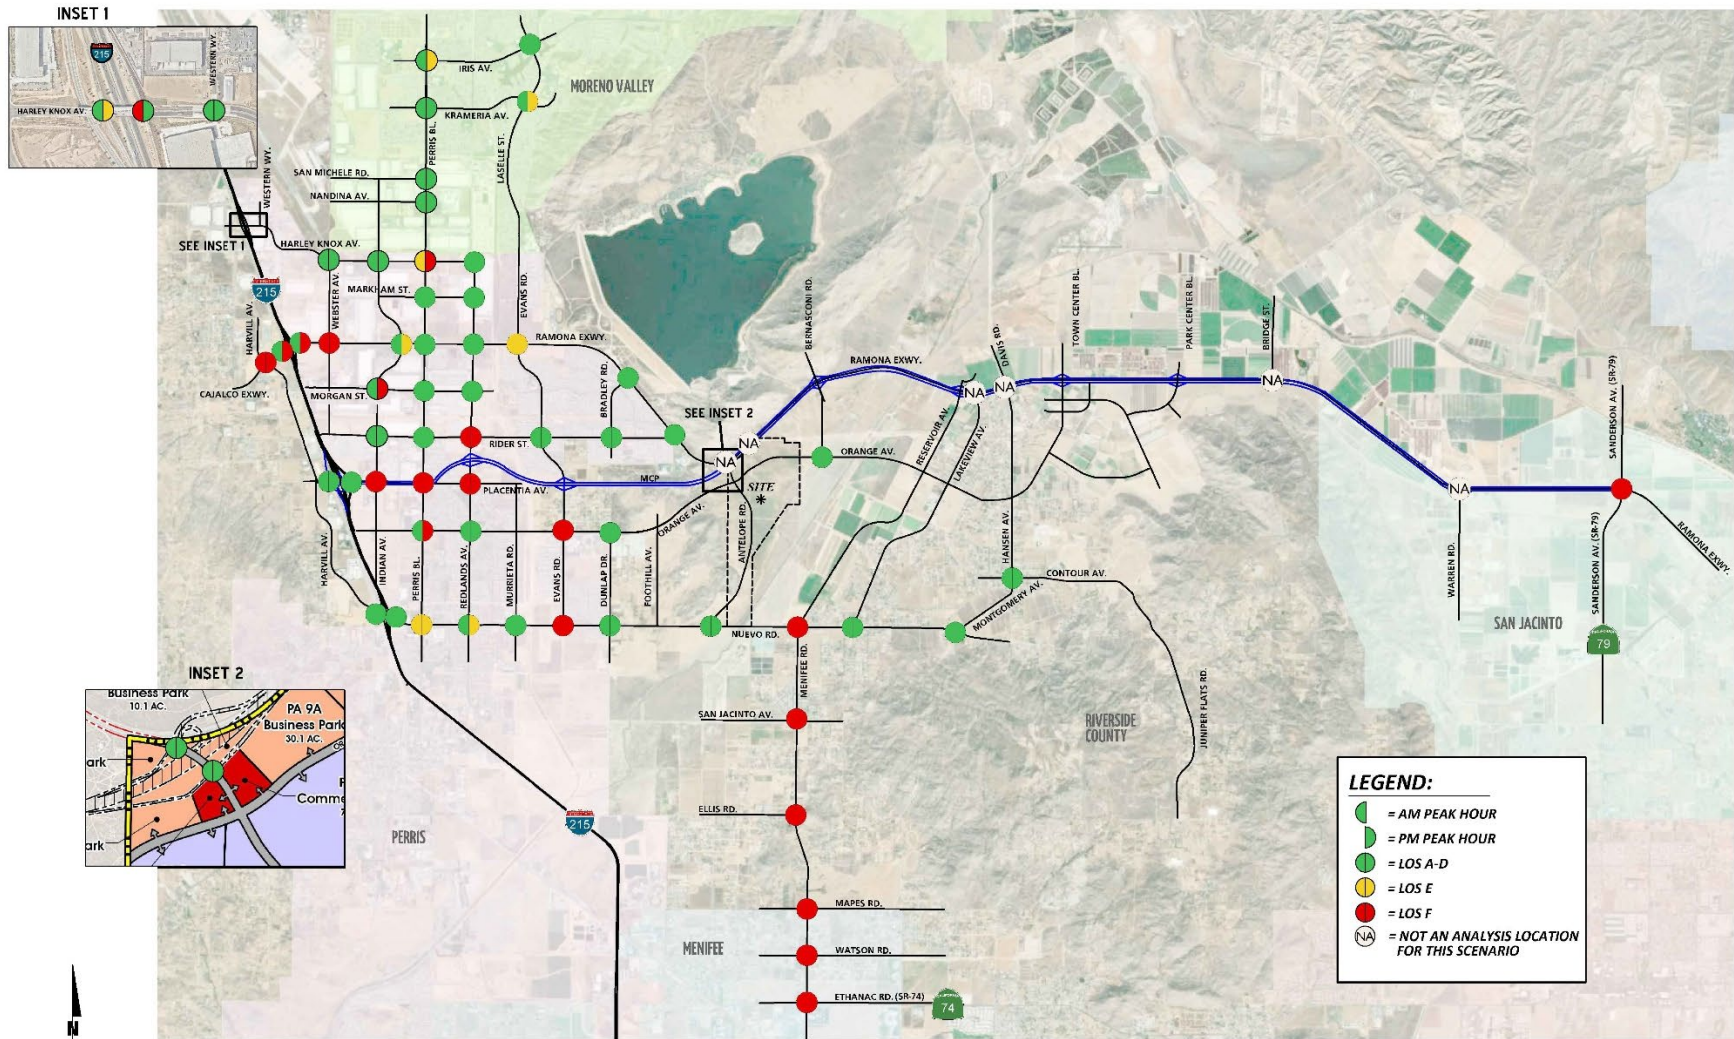 INSET 1
215
WESTERN WY.
HARLEY KNOX AV.
IRIS AV.
MORENO VALLEY
KRAMERIA AV.
PERRIS BL.
LASELLE ST.
WESTERN WY.
SAN MICHELE RD.
NANDINA AV.
SEE INSET 1
HARLEY KNOX AV.
215
WEBSTER AV.
MARKHAM ST.
EVANS RD.
HARVILL AV.
RAMONA EXWY.
BERNASCONI RD.
RAMONA EXWY.
DAVIS RD.
TOWN CENTER BL.
PARK CENTER BL.
BRIDGE ST.
SANDERSON AV. (SR-79)
CAJALCO EXWY.
MORGAN ST.
BRADLEY RD.
SEE INSET 2
NA
NA
NA
NA
NA
RIDER ST.
RESERVOIR AV.
LAKEVIEW AV.
ORANGE AV.
NA
MCP
SITE
*
PLACENTIA AV.
NA
RAMONA EXWY.
ORANGE AV.
ANTELOPE RD.
HARVILL AV.
INDIAN AV.
PERRIS BL.
REDLANDS AV.
MURRIETA RD.
EVANS RD.
DUNLAP DR.
FOOTHILL AV.
HANSEN AV.
CONTOUR AV.
MONTGOMERY AV.
WARREN RD.
SANDERSON AV. (SR-79)
SAN JACINTO
79
NUEVO RD.
MENIFEE RD.
JUNIPER FLATS RD.
INSET 2
Business Park
10.1 AC.
PA 9A
Business Park
30.1 AC.
ark
Comme
ark
SAN JACINTO AV.
RIVERSIDE
COUNTY
ELLIS RD.
215
PERRIS
MAPES RD.
MENIFEE
WATSON RD.
ETHANAC RD. (SR-74)
74
N
LEGEND:
= AM PEAK HOUR
= PM PEAK HOUR
= LOS A-D
= LOS E
= LOS F
NA = NOT AN ANALYSIS LOCATION
FOR THIS SCENARIO